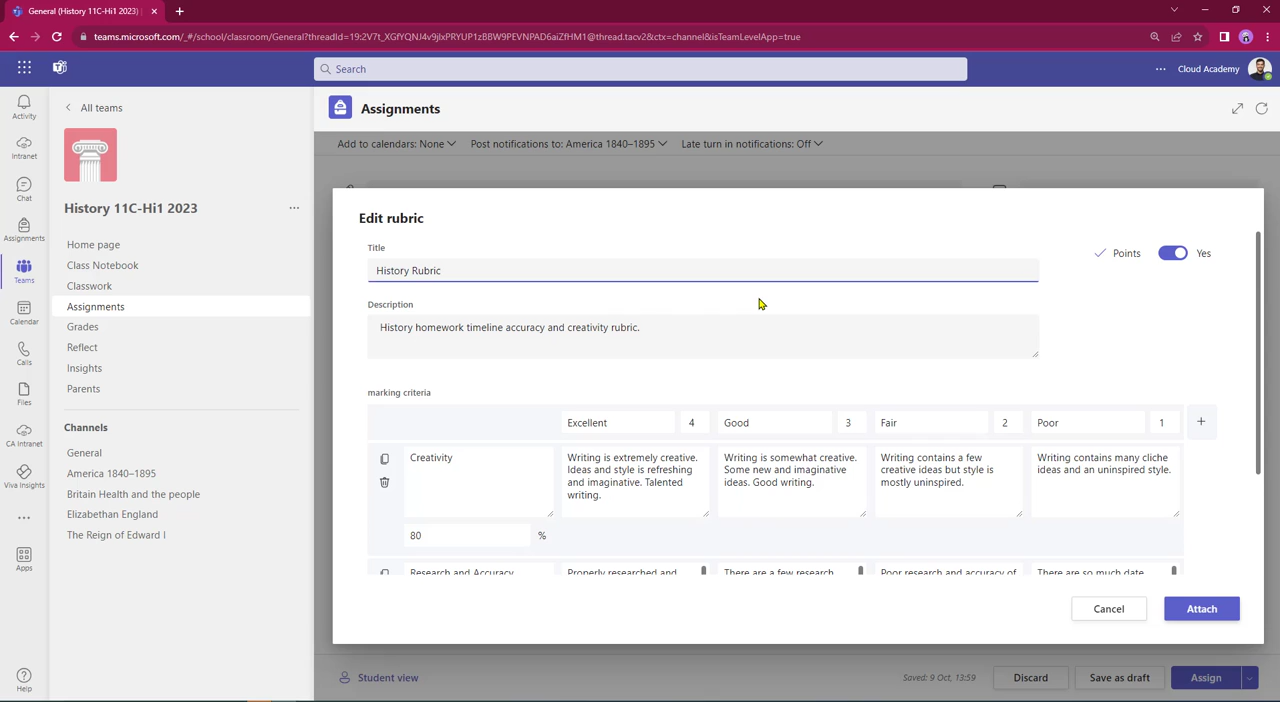 General (History 11C-Hi1 2023)
teams.microsoft.com/_#/school/classroom/General?threadId=19:2V7t_XGfYQNJ4v9jlxPRYUP1zBBW9PEVNPAD6aiZfHM1@thread.tacv2&ctx=channel&isTeamLevelApp=true
Search
Cloud Academy
Activity
Intranet
Chat
Assignments
Teams
Calendar
Calls
Files
CA Intranet
Viva Insights
Apps
Help
All teams
History 11C-Hi1 2023
Home page
Class Notebook
Classwork
Assignments
Grades
Reflect
Insights
Parents
Channels
General
America 1840–1895
Britain Health and the people
Elizabethan England
The Reign of Edward I
Assignments
Add to calendars: None
Post notifications to: America 1840–1895
Late turn in notifications: Off
Edit rubric
Title
History Rubric
Points
Yes
Description
History homework timeline accuracy and creativity rubric.
marking criteria
Excellent 4 Good 3 Fair 2 Poor 1
Creativity
Writing is extremely creative.
Ideas and style is refreshing
and imaginative. Talented
writing.
Writing is somewhat creative.
Some new and imaginative
ideas. Good writing.
Writing contains a few
creative ideas but style is
mostly uninspired.
Writing contains many cliche
ideas and an uninspired style.
80 %
Research and Accuracy
Properly researched and
There are a few research
Poor research and accuracy of
There are so much date
Cancel
Attach
Student view
Saved: 9 Oct, 13:59
Discard
Save as draft
Assign